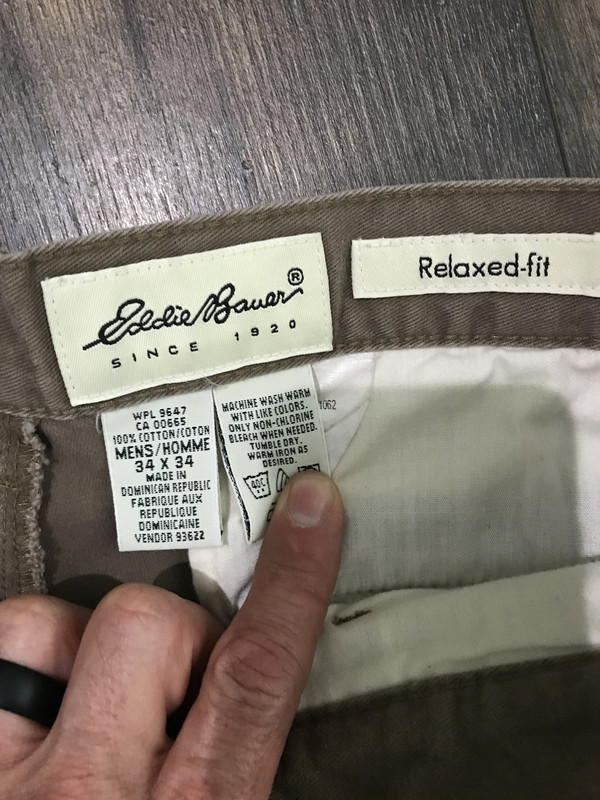 Eddie Bauer®
SINCE 1920
Relaxed-fit
WPL 9647
CA 00665
100% COTTON/COTON
MENS/HOMME
34 X 34
MADE IN
DOMINICAN REPUBLIC
FABRIQUE AUX
REPUBLIQUE
DOMINICAINE
VENDOR 93622
MACHINE WASH WARM
WITH LIKE COLORS.
ONLY NON-CHLORINE
BLEACH WHEN NEEDED.
TUMBLE DRY.
WARM IRON AS
DESIRED.
40C